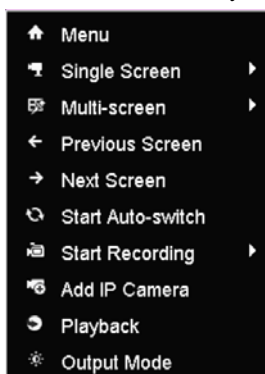 Menu
Single Screen
Multi-screen
Previous Screen
Next Screen
Start Auto-switch
Start Recording
Add IP Camera
Playback
Output Mode